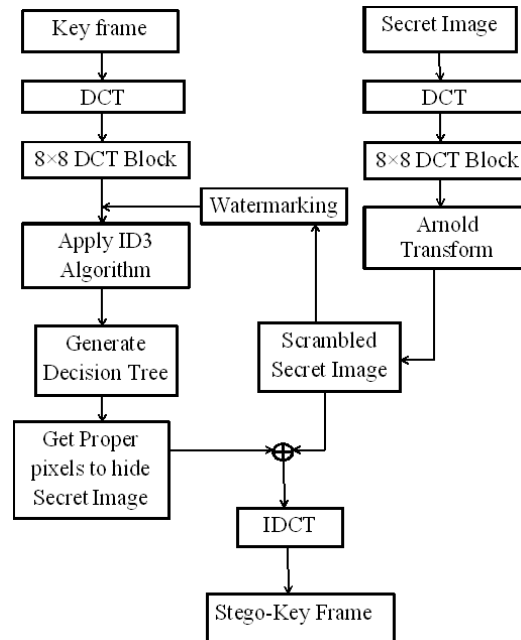 Key frame
DCT
8×8 DCT Block
Apply ID3
Algorithm
Generate
Decision Tree
Get Proper
pixels to hide
Secret Image
Secret Image
DCT
8×8 DCT Block
Arnold
Transform
Watermarking
Scrambled
Secret Image
IDCT
Stego-Key Frame